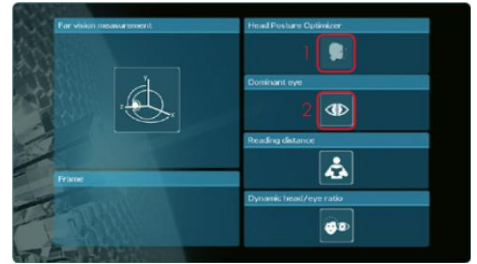 Far vision measurement
Y
Z
X
Frame
Head Posture Optimizer
1
Dominant eye
2
Reading distance
Dynamic head/eye ratio